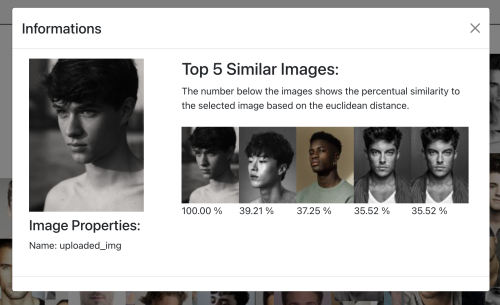 Informations
Top 5 Similar Images:
The number below the images shows the percentual similarity to
the selected image based on the euclidean distance.
100.00 % 39.21 % 37.25 % 35.52 % 35.52 %
Image Properties:
Name: uploaded_img